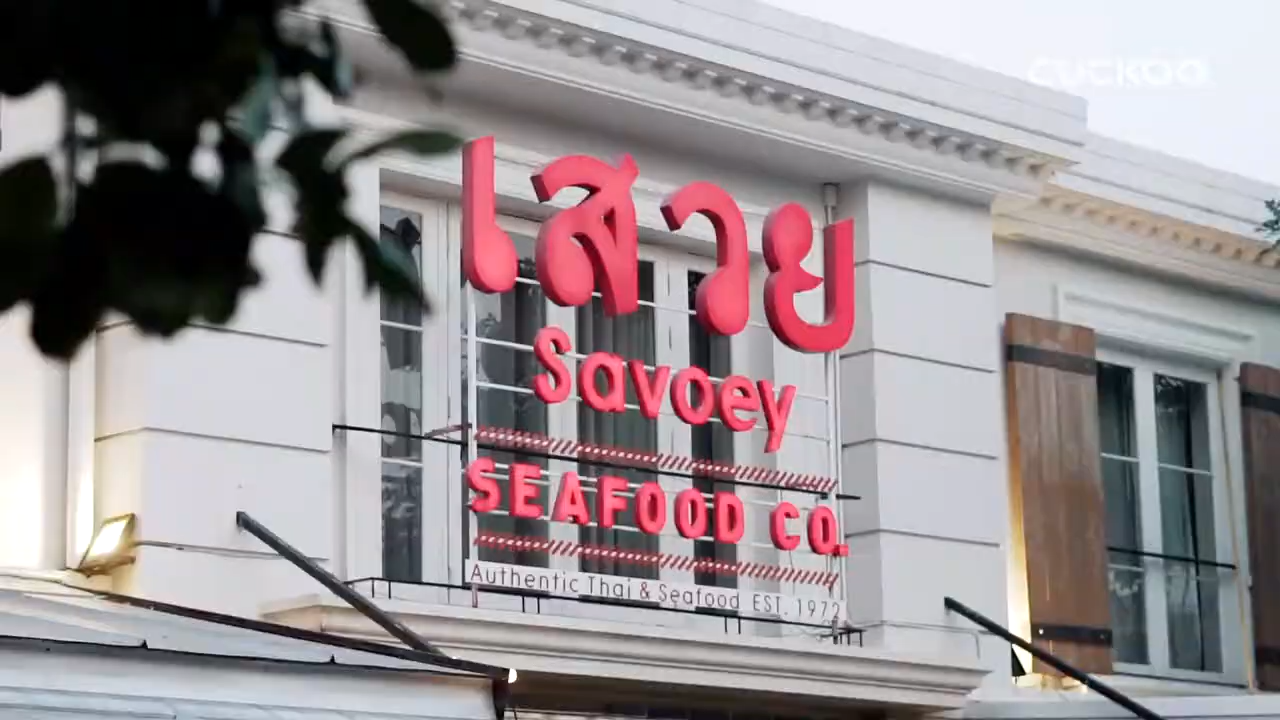 cuckoo
เสวย
Savoey
SEAFOOD CO.
Authentic Thai & Seafood EST. 1972